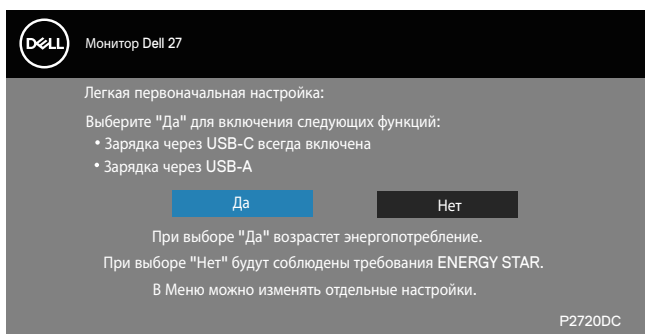 DELL
Монитор Dell 27
Легкая первоначальная настройка:
Выберите "Да" для включения следующих функций:
• Зарядка через USB-C всегда включена
• Зарядка через USB-A
Да Нет
При выборе "Да" возрастет энергопотребление.
При выборе "Нет" будут соблюдены требования ENERGY STAR.
В Меню можно изменять отдельные настройки.
P2720DC